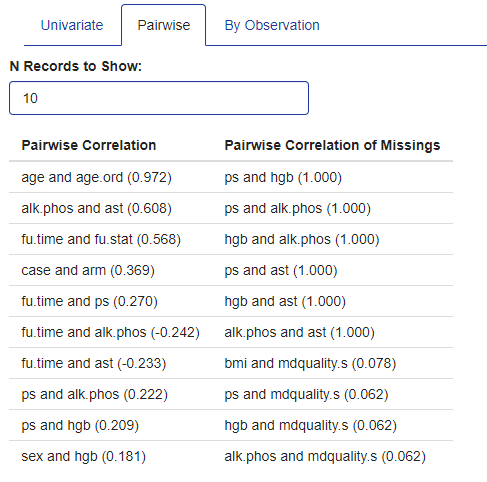 Univariate Pairwise By Observation
N Records to Show:
10
Pairwise Correlation Pairwise Correlation of Missings
age and age.ord (0.972) ps and hgb (1.000)
alk.phos and ast (0.608) ps and alk.phos (1.000)
fu.time and fu.stat (0.568) hgb and alk.phos (1.000)
case and arm (0.369) ps and ast (1.000)
fu.time and ps (0.270) hgb and ast (1.000)
fu.time and alk.phos (-0.242) alk.phos and ast (1.000)
fu.time and ast (-0.233) bmi and mdquality.s (0.078)
ps and alk.phos (0.222) ps and mdquality.s (0.062)
ps and hgb (0.209) hgb and mdquality.s (0.062)
sex and hgb (0.181) alk.phos and mdquality.s (0.062)